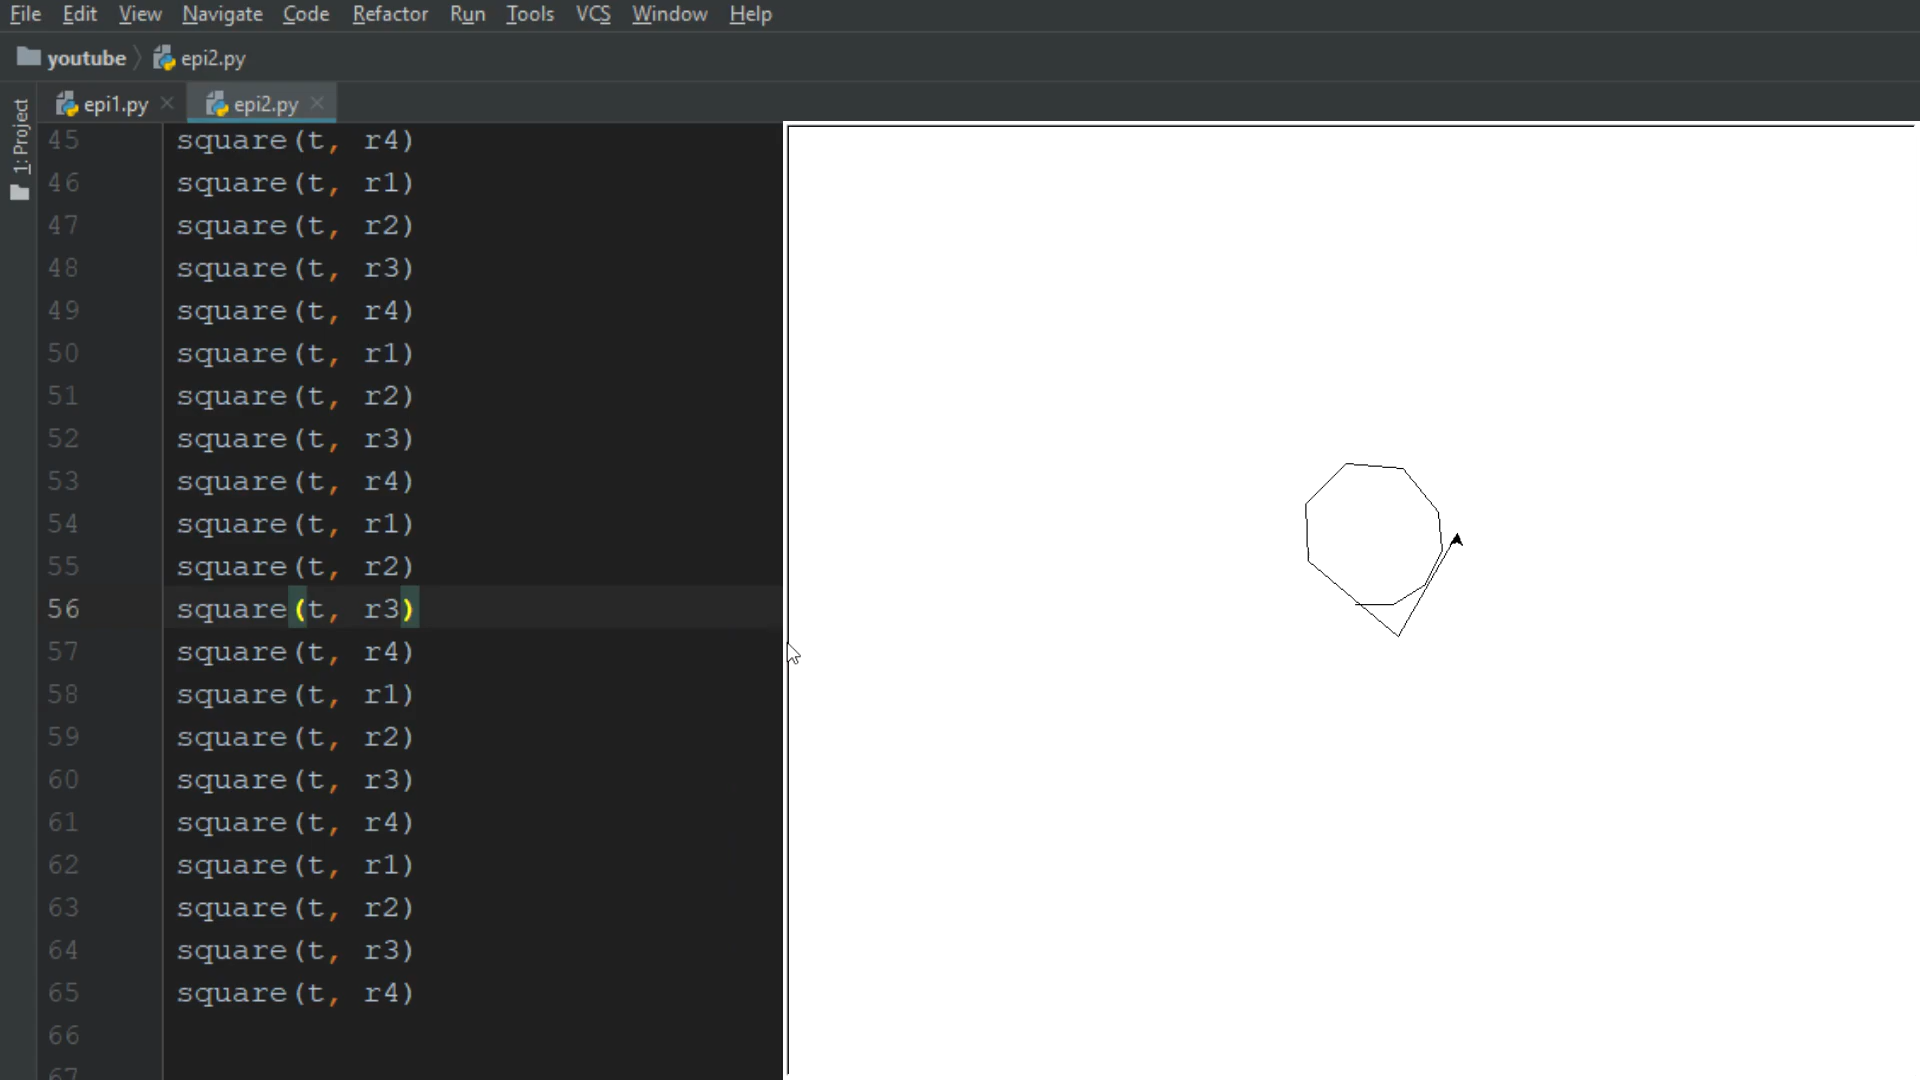 File Edit View Navigate Code Refactor Run Tools VCS Window Help
youtube epi2.py
epi1.py epi2.py
1: Project
45 square(t, r4)
46 square(t, r1)
47 square(t, r2)
48 square(t, r3)
49 square(t, r4)
50 square(t, r1)
51 square(t, r2)
52 square(t, r3)
53 square(t, r4)
54 square(t, r1)
55 square(t, r2)
56 square(t, r3)
57 square(t, r4)
58 square(t, r1)
59 square(t, r2)
60 square(t, r3)
61 square(t, r4)
62 square(t, r1)
63 square(t, r2)
64 square(t, r3)
65 square(t, r4)
66
67